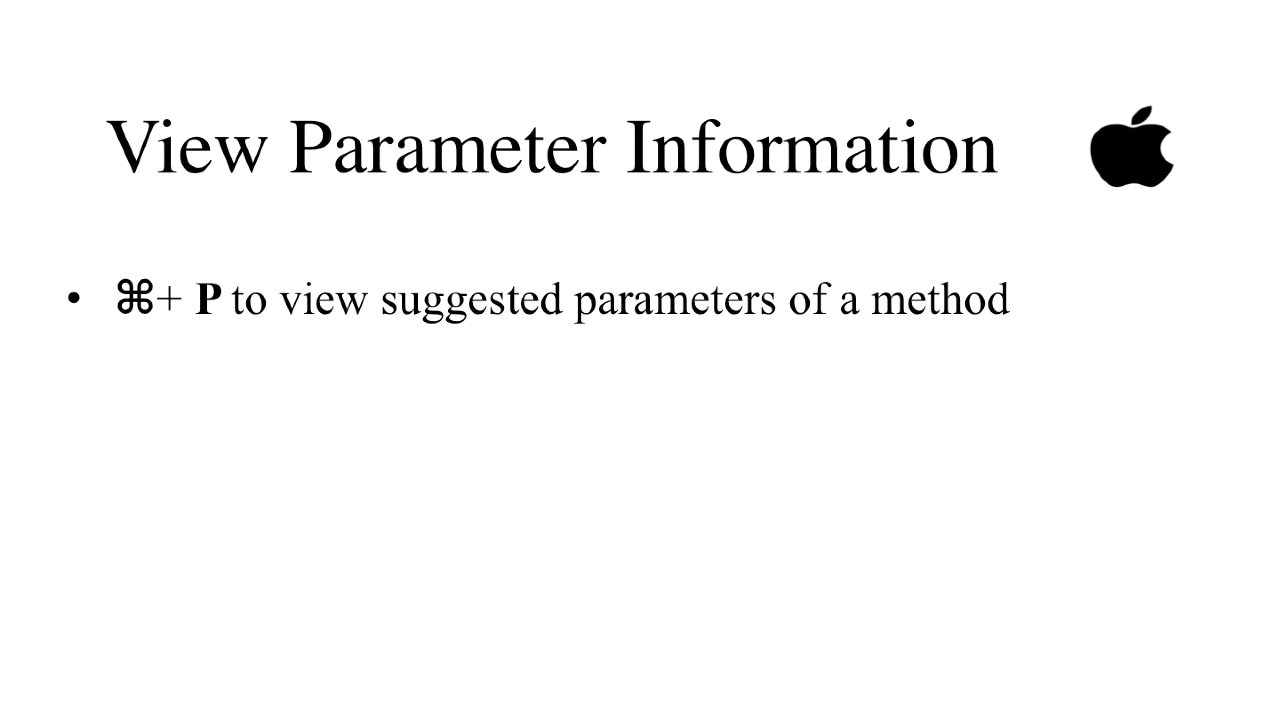 View Parameter Information
• ⌘+ P to view suggested parameters of a method